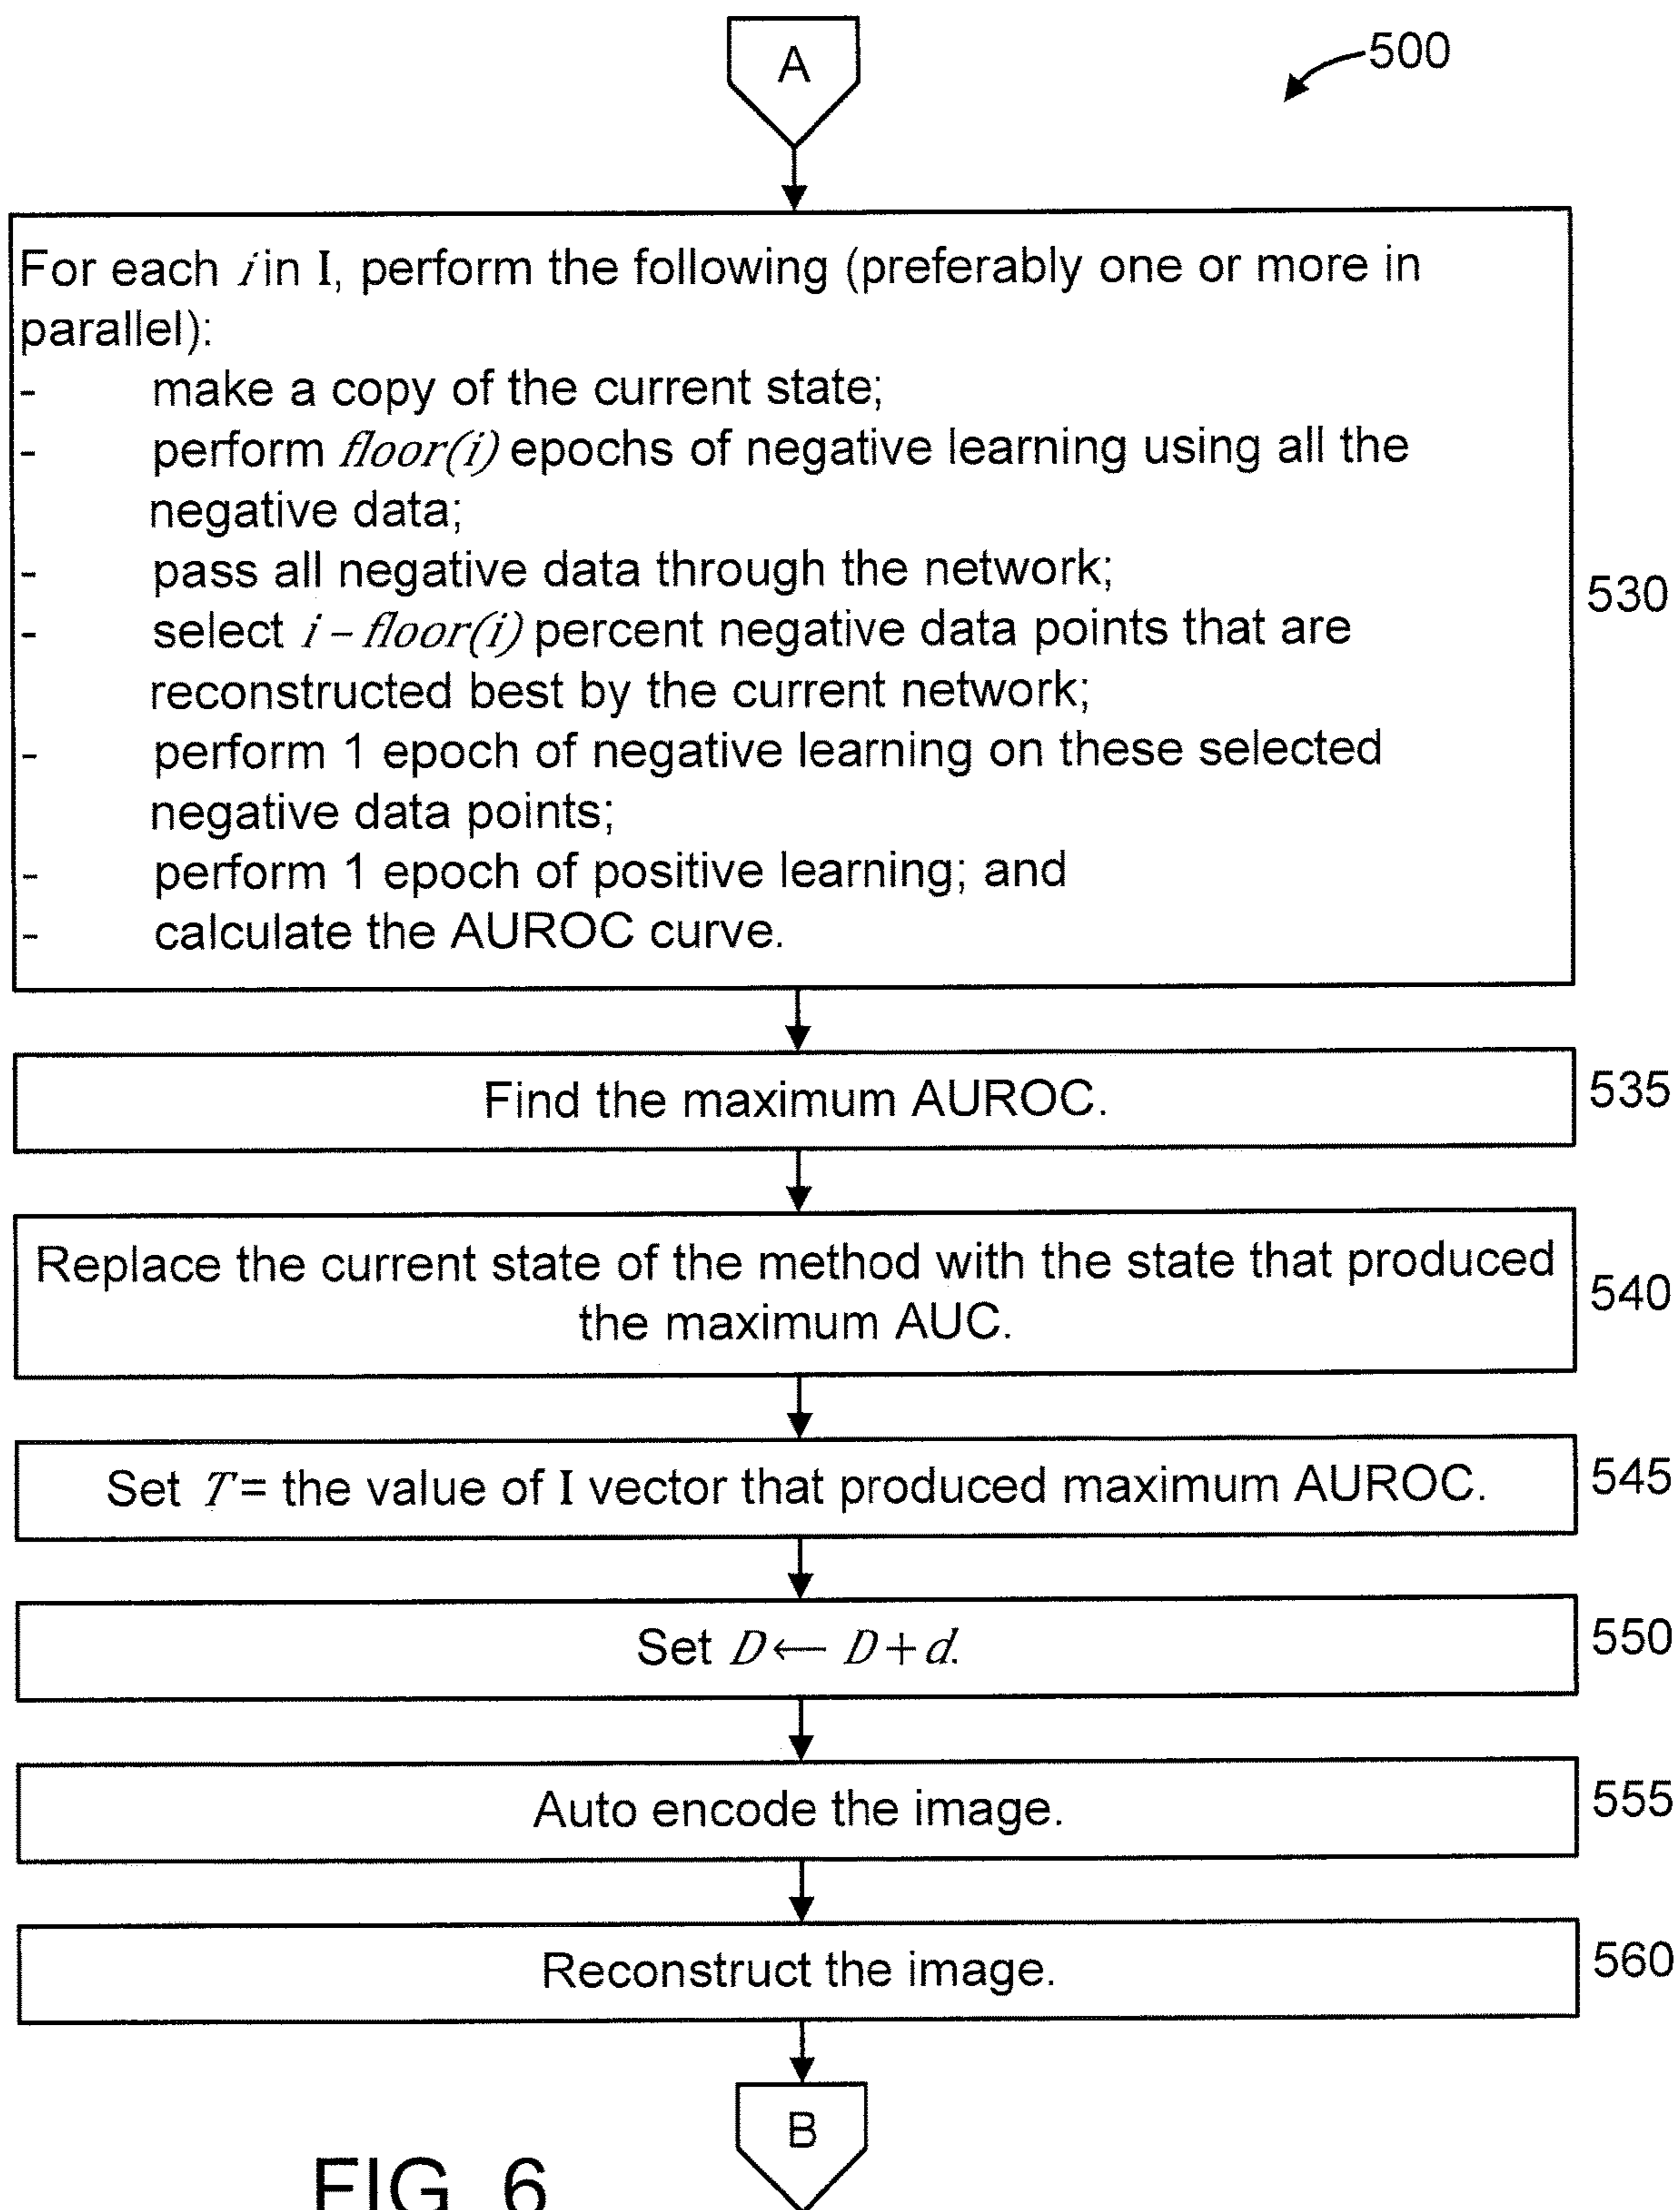 A
500
For each i in I, perform the following (preferably one or more in
parallel):
- make a copy of the current state;
- perform floor(i) epochs of negative learning using all the
negative data;
- pass all negative data through the network;
- select i – floor(i) percent negative data points that are
reconstructed best by the current network;
- perform 1 epoch of negative learning on these selected
negative data points;
- perform 1 epoch of positive learning; and
- calculate the AUROC curve.
530
Find the maximum AUROC.
535
Replace the current state of the method with the state that produced
the maximum AUC.
540
Set T = the value of I vector that produced maximum AUROC.
545
Set D ← D + d.
550
Auto encode the image.
555
Reconstruct the image.
560
B
FIG. 6